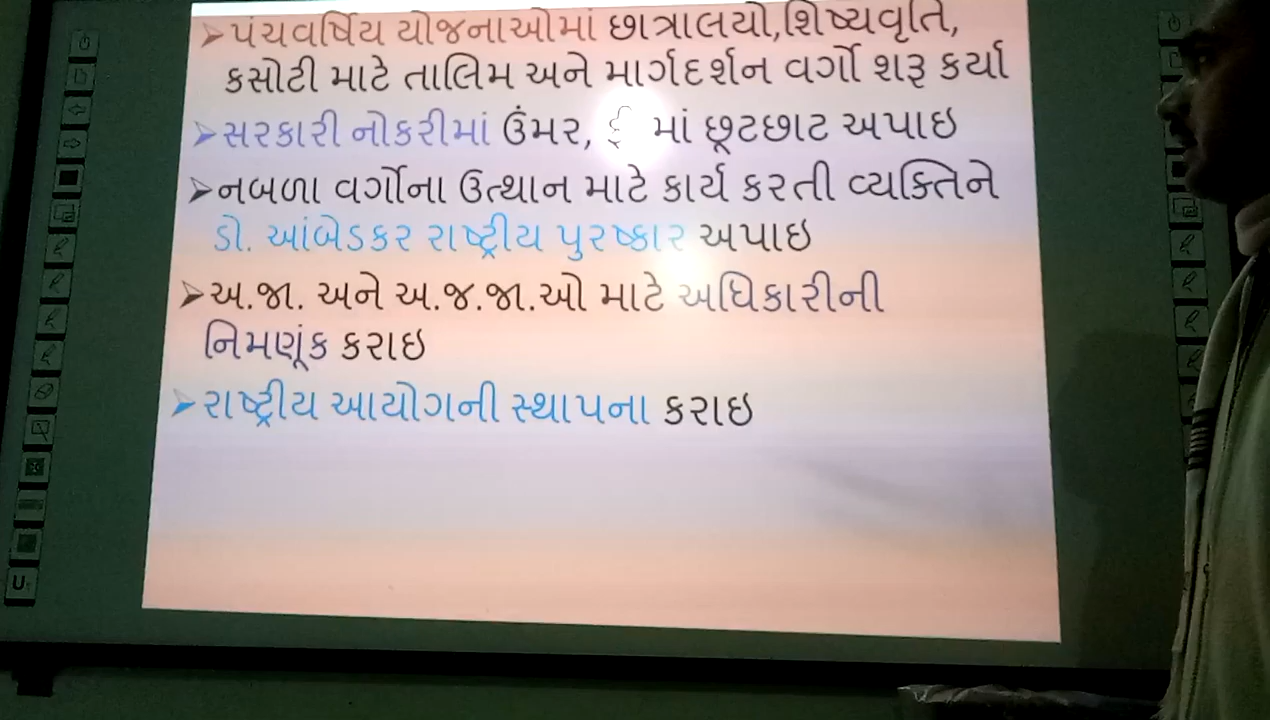 ➢પંચવર્ષિય યોજનાઓમાં છાત્રાલયો,શિષ્યવૃતિ,
કસોટી માટે તાલિમ અને માર્ગદર્શન વર્ગો શરૂ કર્યા
➢સરકારી નોકરીમાં ઉંમર, માં છૂટછાટ અપાઇ
➢નબળા વર્ગોના ઉત્થાન માટે કાર્ય કરતી વ્યક્તિને
ડો. આંબેડકર રાષ્ટ્રીય પુરષ્કાર અપાઇ
➢અ.જા. અને અ.જ.જા.ઓ માટે અધિકારીની
નિમણૂંક કરાઇ
➢રાષ્ટ્રીય આયોગની સ્થાપના કરાઇ